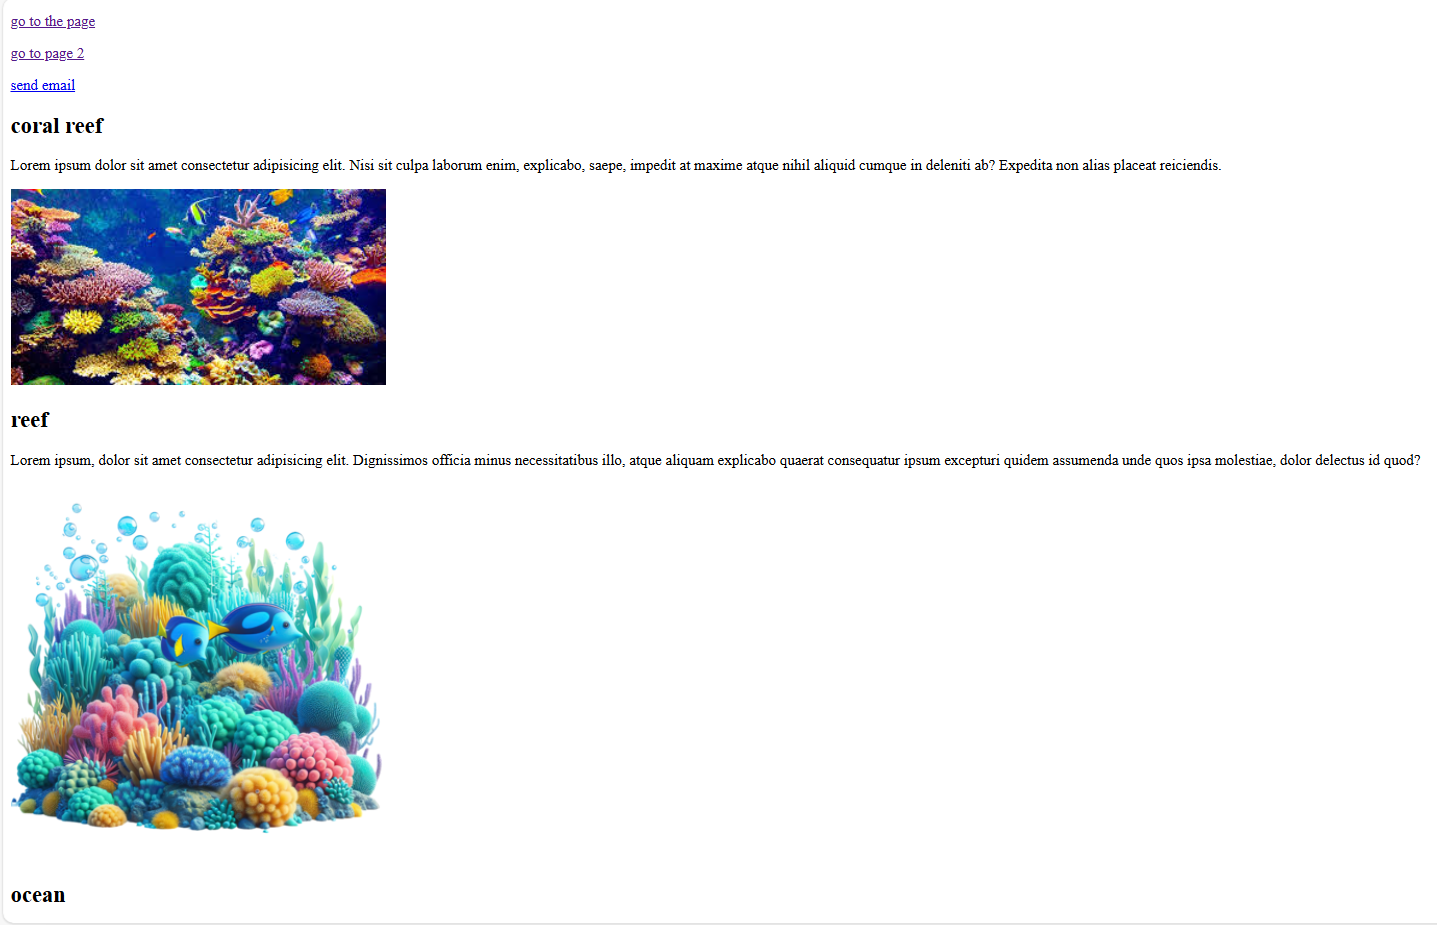 go to the page
go to page 2
send email
coral reef
Lorem ipsum dolor sit amet consectetur adipisicing elit. Nisi sit culpa laborum enim, explicabo, saepe, impedit at maxime atque nihil aliquid cumque in deleniti ab? Expedita non alias placeat reiciendis.
reef
Lorem ipsum, dolor sit amet consectetur adipisicing elit. Dignissimos officia minus necessitatibus illo, atque aliquam explicabo quaerat consequatur ipsum excepturi quidem assumenda unde quos ipsa molestiae, dolor delectus id quod?
ocean